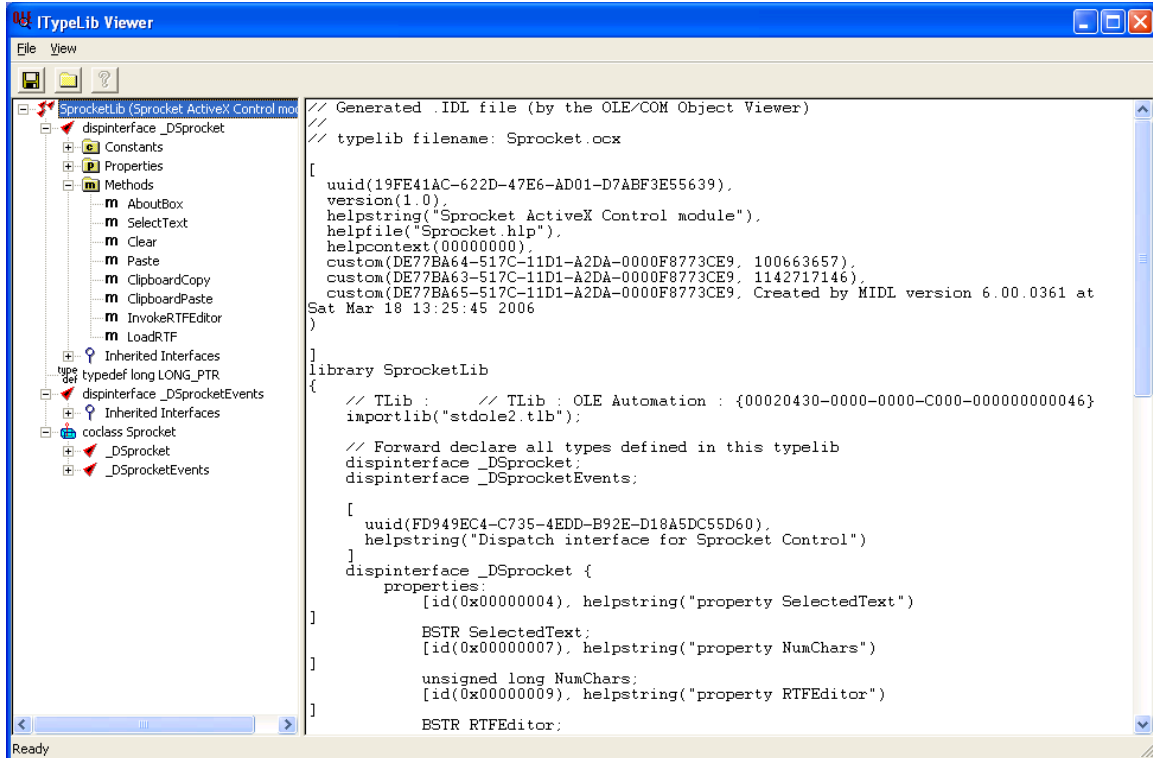 ITypeLib Viewer
File View
SprocketLib (Sprocket ActiveX Control mod
dispinterface _DSprocket
Constants
Properties
Methods
m AboutBox
m SelectText
m Clear
m Paste
m ClipboardCopy
m ClipboardPaste
m InvokeRTFEditor
m LoadRTF
Inherited Interfaces
type def typedef long LONG_PTR
dispinterface _DSprocketEvents
Inherited Interfaces
coclass Sprocket
_DSprocket
_DSprocketEvents
// Generated .IDL file (by the OLE/COM Object Viewer)
//
// typelib filename: Sprocket.ocx
[
uuid(19FE41AC-622D-47E6-AD01-D7ABF3E55639),
version(1.0),
helpstring("Sprocket ActiveX Control module"),
helpfile("Sprocket.hlp"),
helpcontext(00000000),
custom(DE77BA64-517C-11D1-A2DA-0000F8773CE9, 100663657),
custom(DE77BA63-517C-11D1-A2DA-0000F8773CE9, 1142717146),
custom(DE77BA65-517C-11D1-A2DA-0000F8773CE9, Created by MIDL version 6.00.0361 at
Sat Mar 18 13:25:45 2006
)
]
library SprocketLib
{
// TLib : // TLib : OLE Automation : {00020430-0000-0000-C000-000000000046}
importlib("stdole2.tlb");
// Forward declare all types defined in this typelib
dispinterface _DSprocket;
dispinterface _DSprocketEvents;
[
uuid(FD949EC4-C735-4EDD-B92E-D18A5DC55D60),
helpstring("Dispatch interface for Sprocket Control")
]
dispinterface _DSprocket {
properties:
[id(0x00000004), helpstring("property SelectedText")
]
BSTR SelectedText;
[id(0x00000007), helpstring("property NumChars")
]
unsigned long NumChars;
[id(0x00000009), helpstring("property RTFEditor")
]
BSTR RTFEditor;
Ready